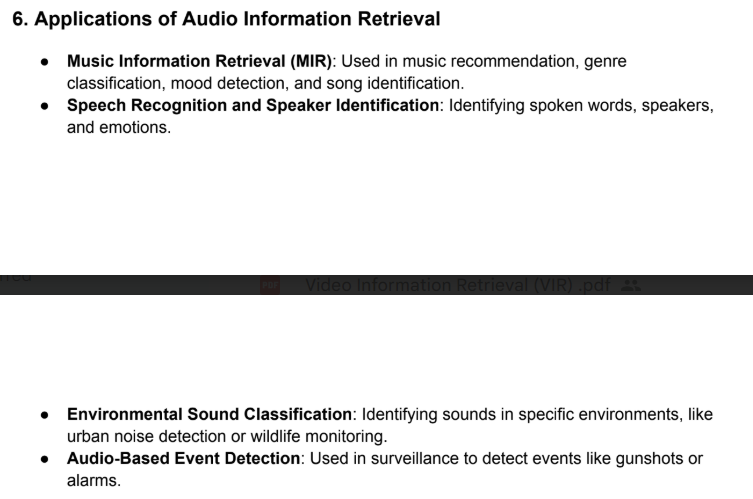 6. Applications of Audio Information Retrieval
● Music Information Retrieval (MIR): Used in music recommendation, genre
classification, mood detection, and song identification.
● Speech Recognition and Speaker Identification: Identifying spoken words, speakers,
and emotions.
PDF Video Information Retrieval (VIR) .pdf
● Environmental Sound Classification: Identifying sounds in specific environments, like
urban noise detection or wildlife monitoring.
● Audio-Based Event Detection: Used in surveillance to detect events like gunshots or
alarms.